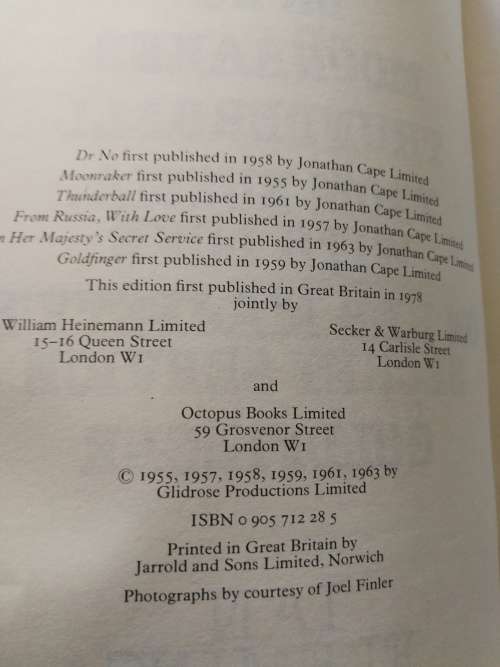 Dr No first published in 1958 by Jonathan Cape Limited
Moonraker first published in 1955 by Jonathan Cape Limited
Thunderball first published in 1961 by Jonathan Cape Limited
From Russia, With Love first published in 1957 by Jonathan Cape Limited
n Her Majesty's Secret Service first published in 1963 by Jonathan Cape Limited
Goldfinger first published in 1959 by Jonathan Cape Limited
This edition first published in Great Britain in 1978
jointly by
William Heinemann Limited
15–16 Queen Street
London W1
Secker & Warburg Limited
14 Carlisle Street
London W1
and
Octopus Books Limited
59 Grosvenor Street
London W1
© 1955, 1957, 1958, 1959, 1961, 1963 by
Glidrose Productions Limited
ISBN 0 905 712 28 5
Printed in Great Britain by
Jarrold and Sons Limited, Norwich
Photographs by courtesy of Joel Finler